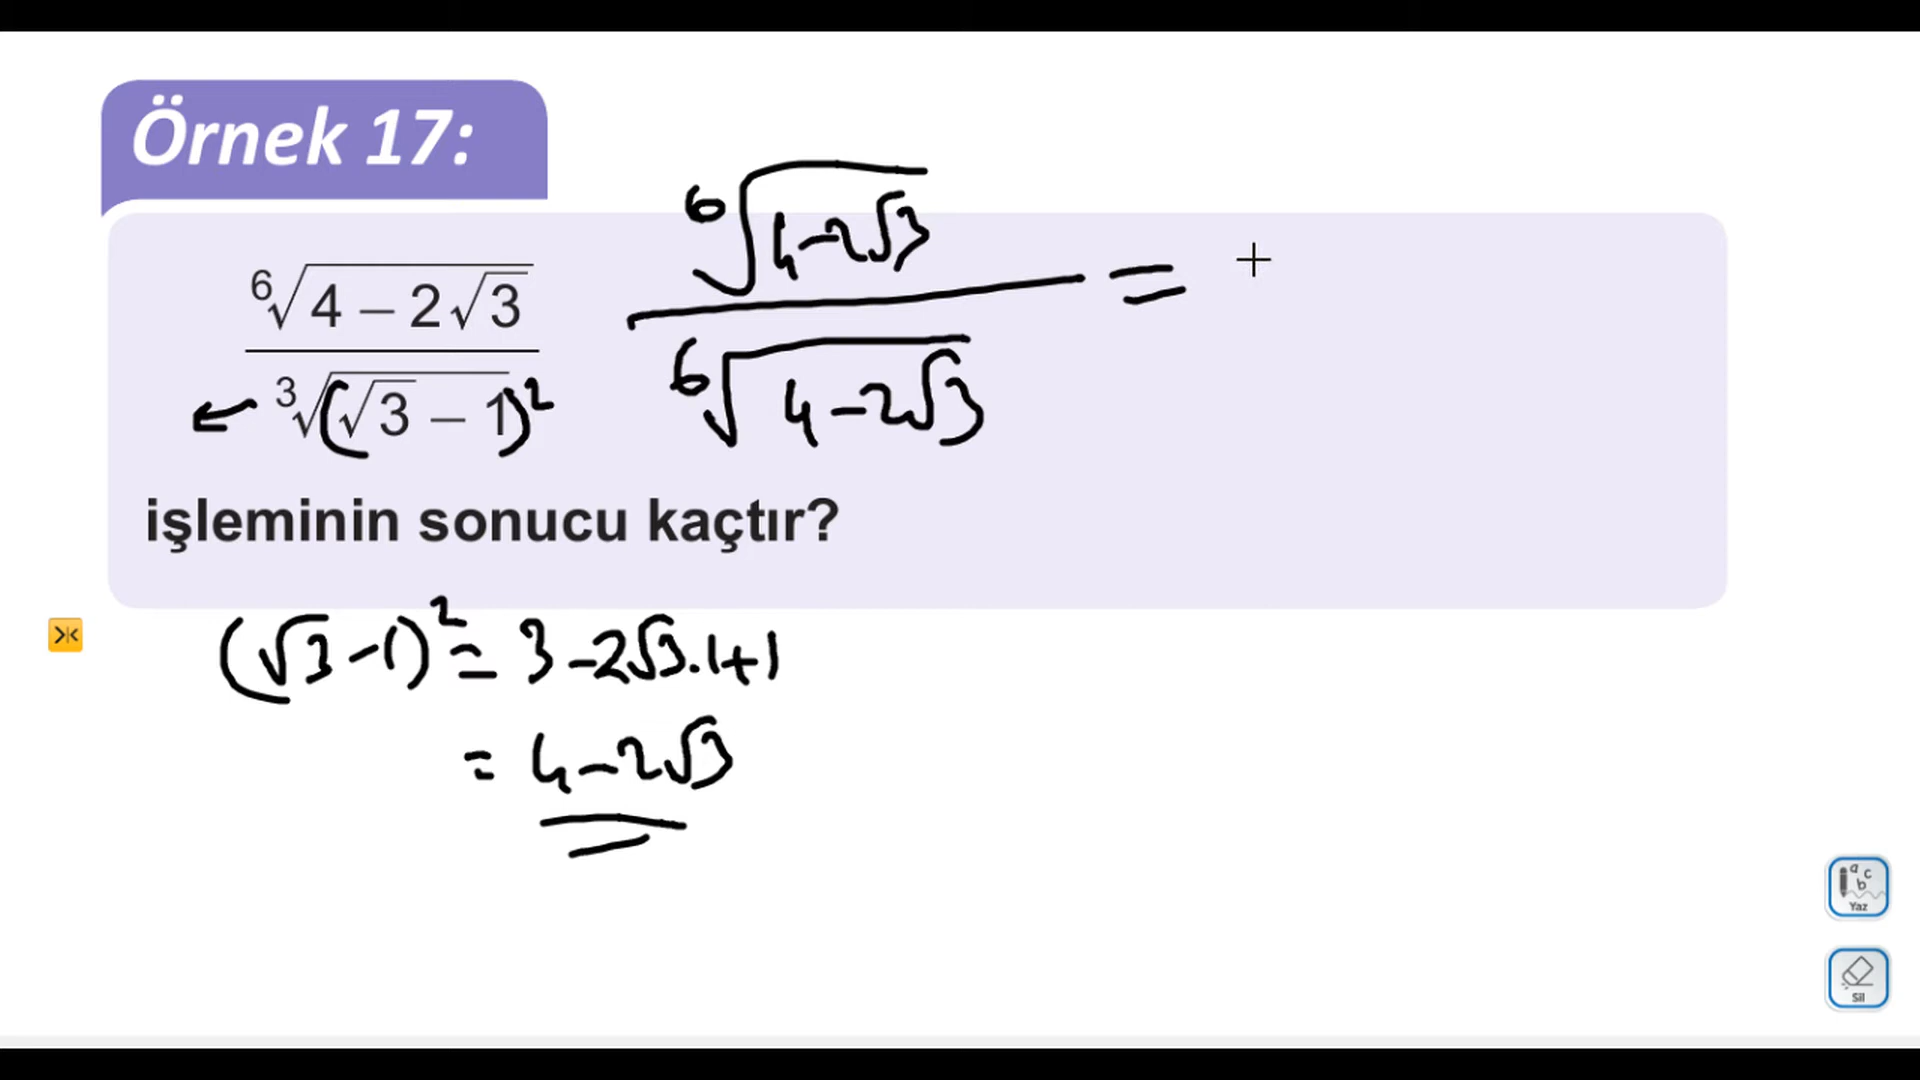 Örnek 17:
⁶√(4 – 2√3)
³√(√3 – 1)²
işleminin sonucu kaçtır?
⁶√(4-2√3)
=
⁶√(4-2√3)
(√3-1)² = 3-2√3.1+1
= 4-2√3
a b c
Yaz
Sil